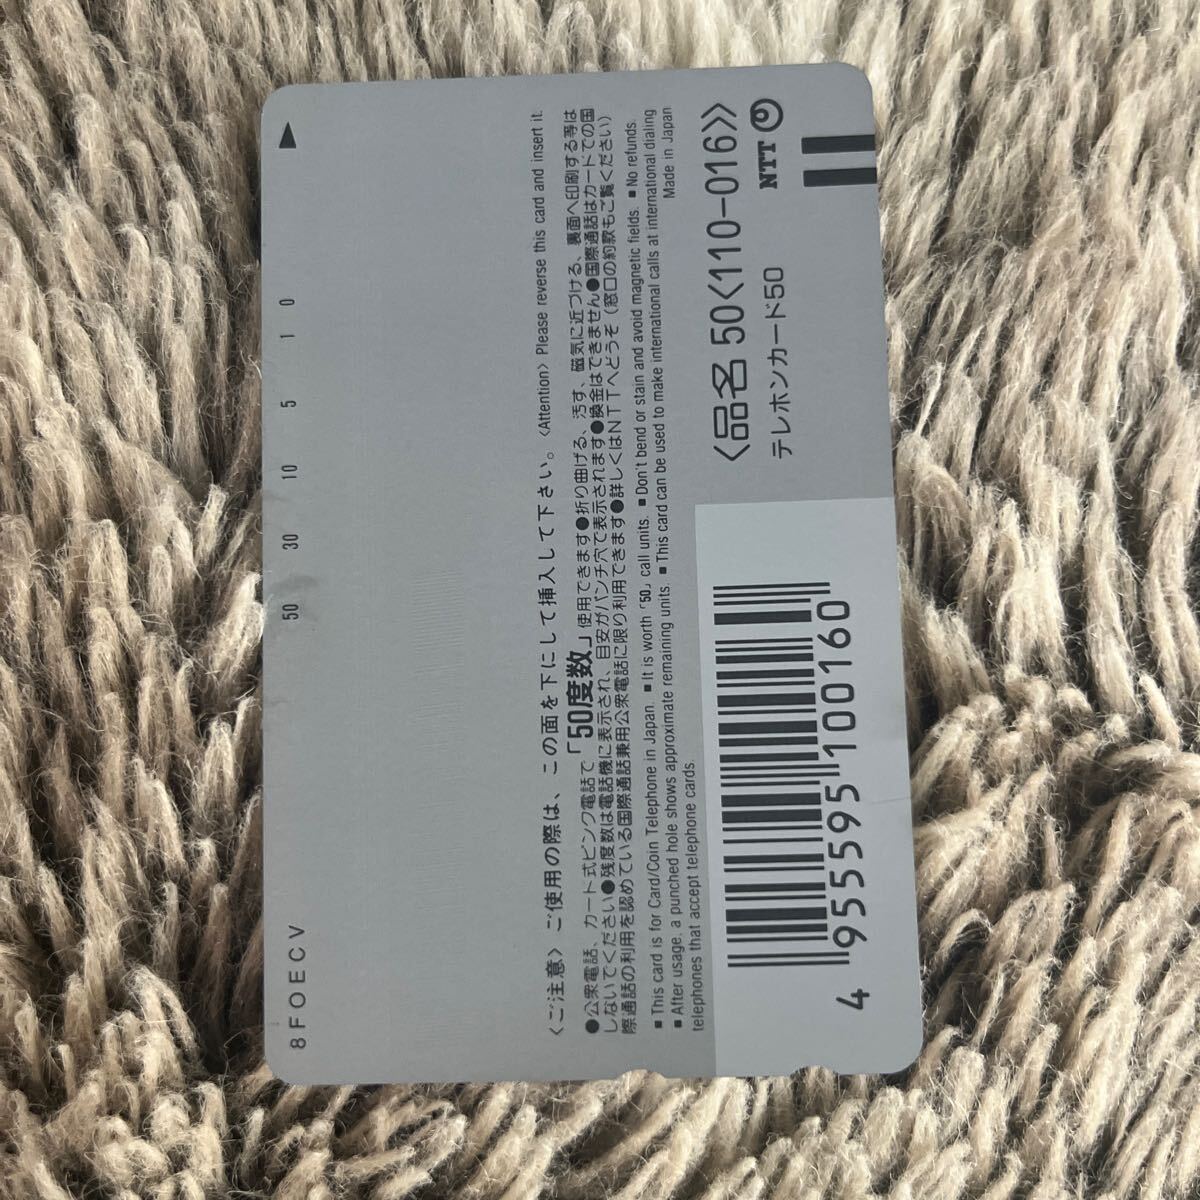 8FOECV
50 30 10 5 1 0
〈ご注意〉 ご使用の際は、この面を下にして挿入して下さい。〈Attention〉 Please reverse this card and insert it.
●公衆電話、カード式ピンク電話で「50度数」使用できます●折り曲げる、汚す、磁気に近づける、裏面へ印刷する等は
しないでください●残度数は電話機に表示され、目安がパンチ穴で表示されます●換金はできません●国際通話はカードでの国
際通話の利用を認めている国際通話兼用公衆電話に限り利用できます●詳しくはNTTへどうぞ（窓口の約款もご覧ください）
■This card is for Card/Coin Telephone in Japan. ■It is worth「50」call units. ■Don't bend or stain and avoid magnetic fields. ■No refunds.
■After usage, a punched hole shows approximate remaining units. ■This card can be used to make international calls at international dialing
telephones that accept telephone cards. Made in Japan
〈品名 50〈110-016〉〉
テレホンカード50
NTT
4 955595 100160